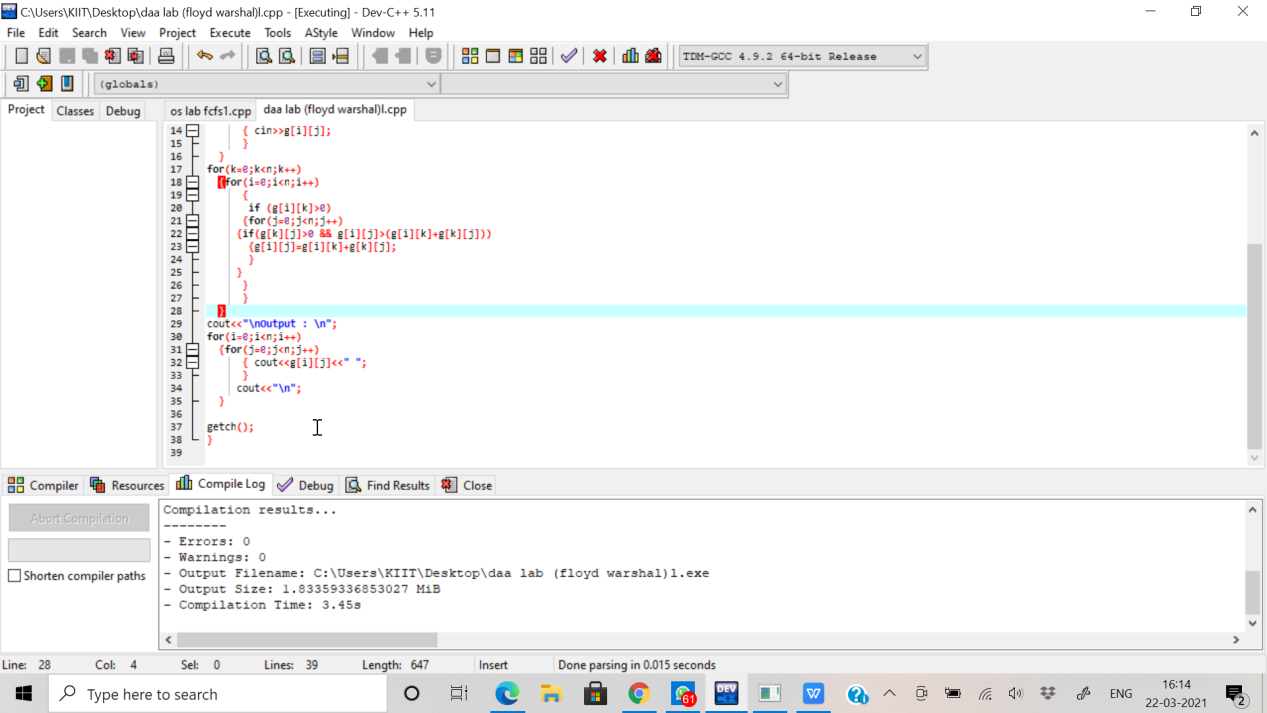 C:\Users\KIIT\Desktop\daa lab (floyd warshal)l.cpp - [Executing] - Dev-C++ 5.11
File Edit Search View Project Execute Tools AStyle Window Help
TDM-GCC 4.9.2 64-bit Release
(globals)
Project Classes Debug os lab fcfs1.cpp daa lab (floyd warshal)l.cpp
14 { cin>>g[i][j];
15 }
16 }
17 for(k=0;k<n;k++)
18 {for(i=0;i<n;i++)
19 {
20 if (g[i][k]>0)
21 {for(j=0;j<n;j++)
22 {if(g[k][j]>0 && g[i][j]>(g[i][k]+g[k][j]))
23 {g[i][j]=g[i][k]+g[k][j];
24 }
25 }
26 }
27 }
28 }
29 cout<<"\nOutput : \n";
30 for(i=0;i<n;i++)
31 {for(j=0;j<n;j++)
32 { cout<<g[i][j]<<" ";
33 }
34 cout<<"\n";
35 }
36
37 getch();
38 }
39
Compiler Resources Compile Log Debug Find Results Close
Abort Compilation
Shorten compiler paths
Compilation results...
--------
- Errors: 0
- Warnings: 0
- Output Filename: C:\Users\KIIT\Desktop\daa lab (floyd warshal)l.exe
- Output Size: 1.83359336853027 MiB
- Compilation Time: 3.45s
Line: 28 Col: 4 Sel: 0 Lines: 39 Length: 647 Insert Done parsing in 0.015 seconds
Type here to search
61
DEV
W
ENG
16:14
22-03-2021
2